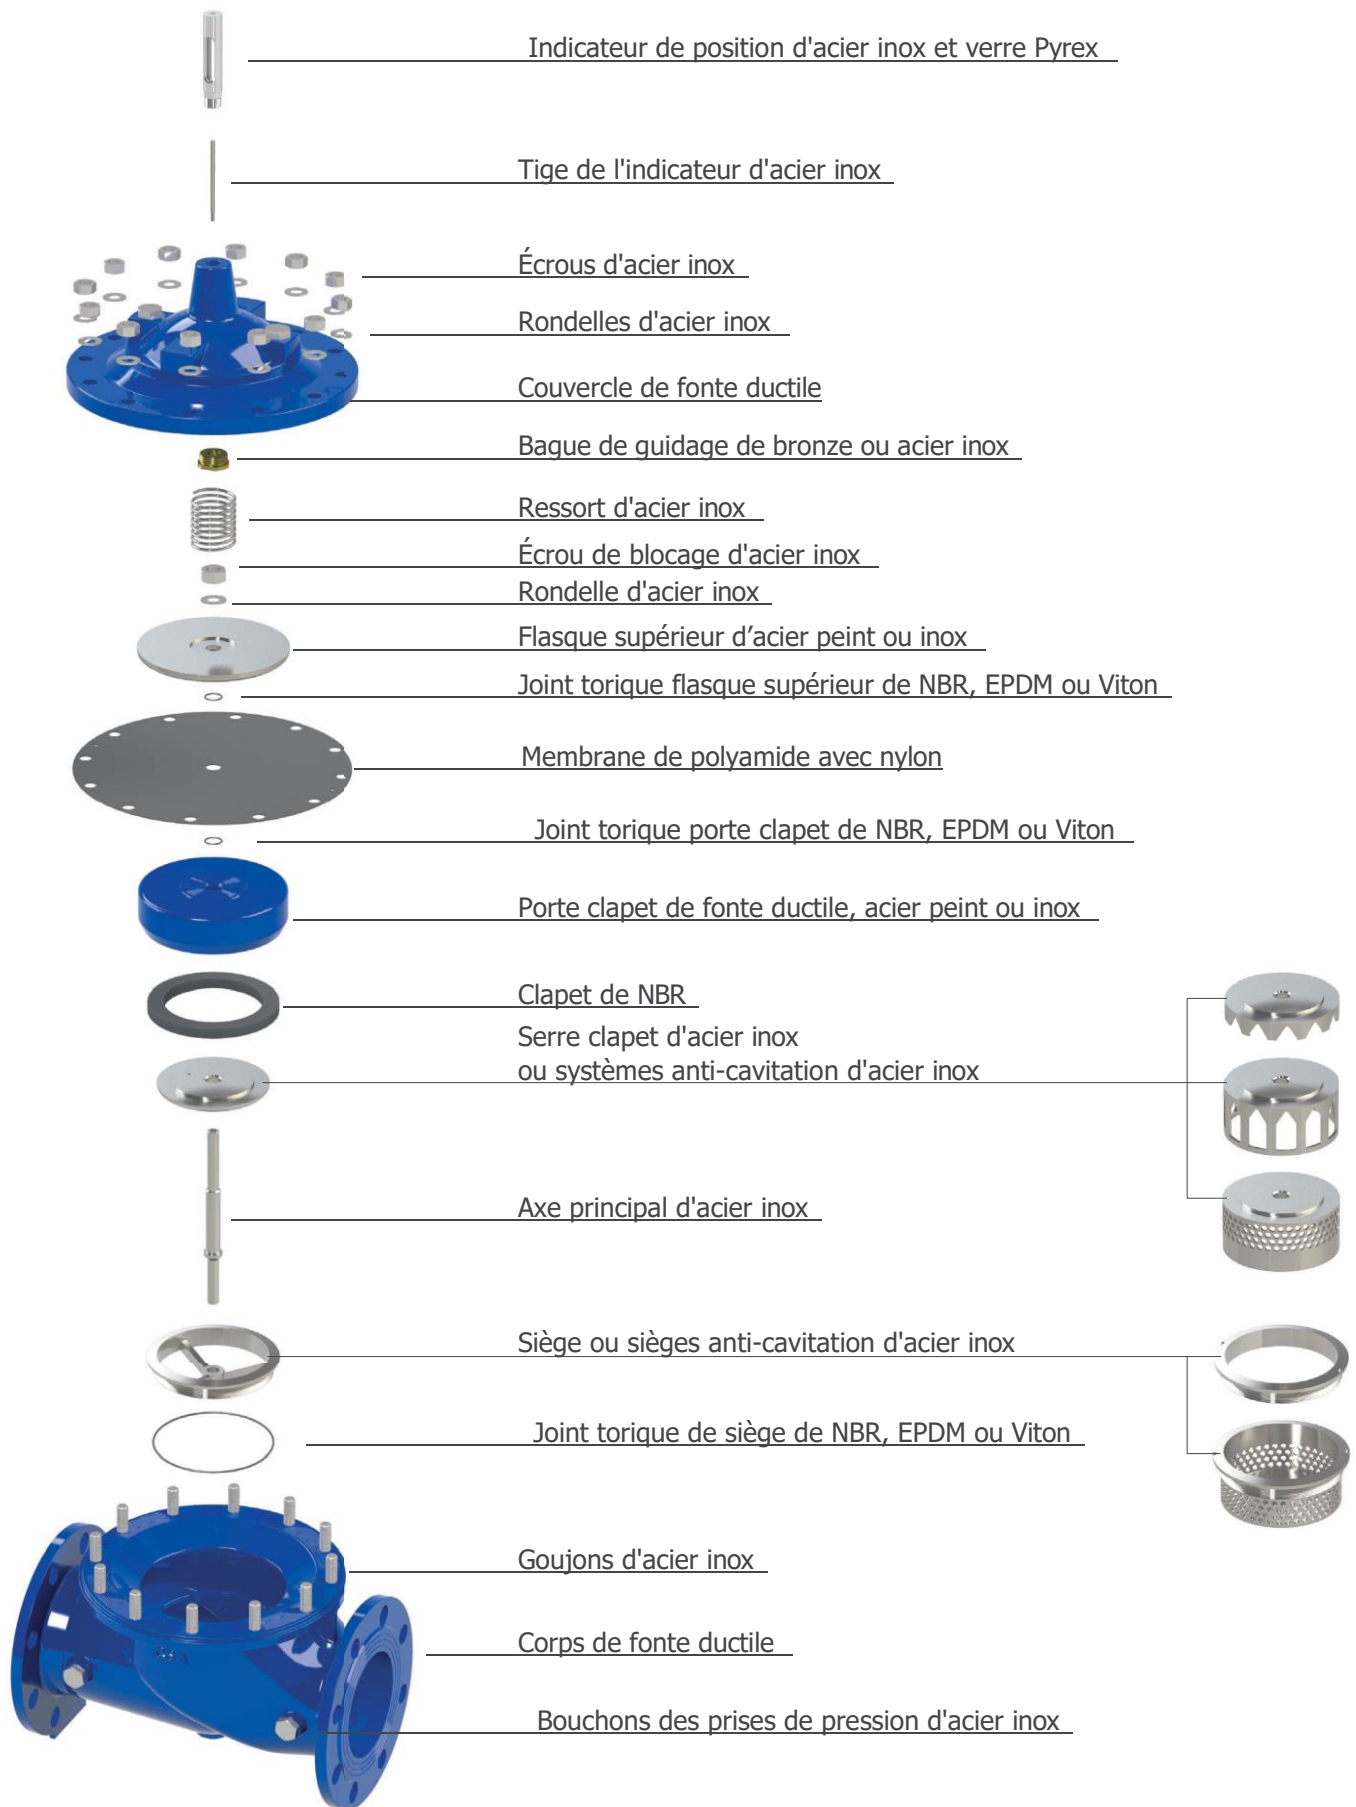 Indicateur de position d'acier inox et verre Pyrex
Tige de l'indicateur d'acier inox
Écrous d'acier inox
Rondelles d'acier inox
Couvercle de fonte ductile
Bague de guidage de bronze ou acier inox
Ressort d'acier inox
Écrou de blocage d'acier inox
Rondelle d'acier inox
Flasque supérieur d’acier peint ou inox
Joint torique flasque supérieur de NBR, EPDM ou Viton
Membrane de polyamide avec nylon
Joint torique porte clapet de NBR, EPDM ou Viton
Porte clapet de fonte ductile, acier peint ou inox
Clapet de NBR
Serre clapet d'acier inox
ou systèmes anti-cavitation d'acier inox
Axe principal d'acier inox
Siège ou sièges anti-cavitation d'acier inox
Joint torique de siège de NBR, EPDM ou Viton
Goujons d'acier inox
Corps de fonte ductile
Bouchons des prises de pression d'acier inox